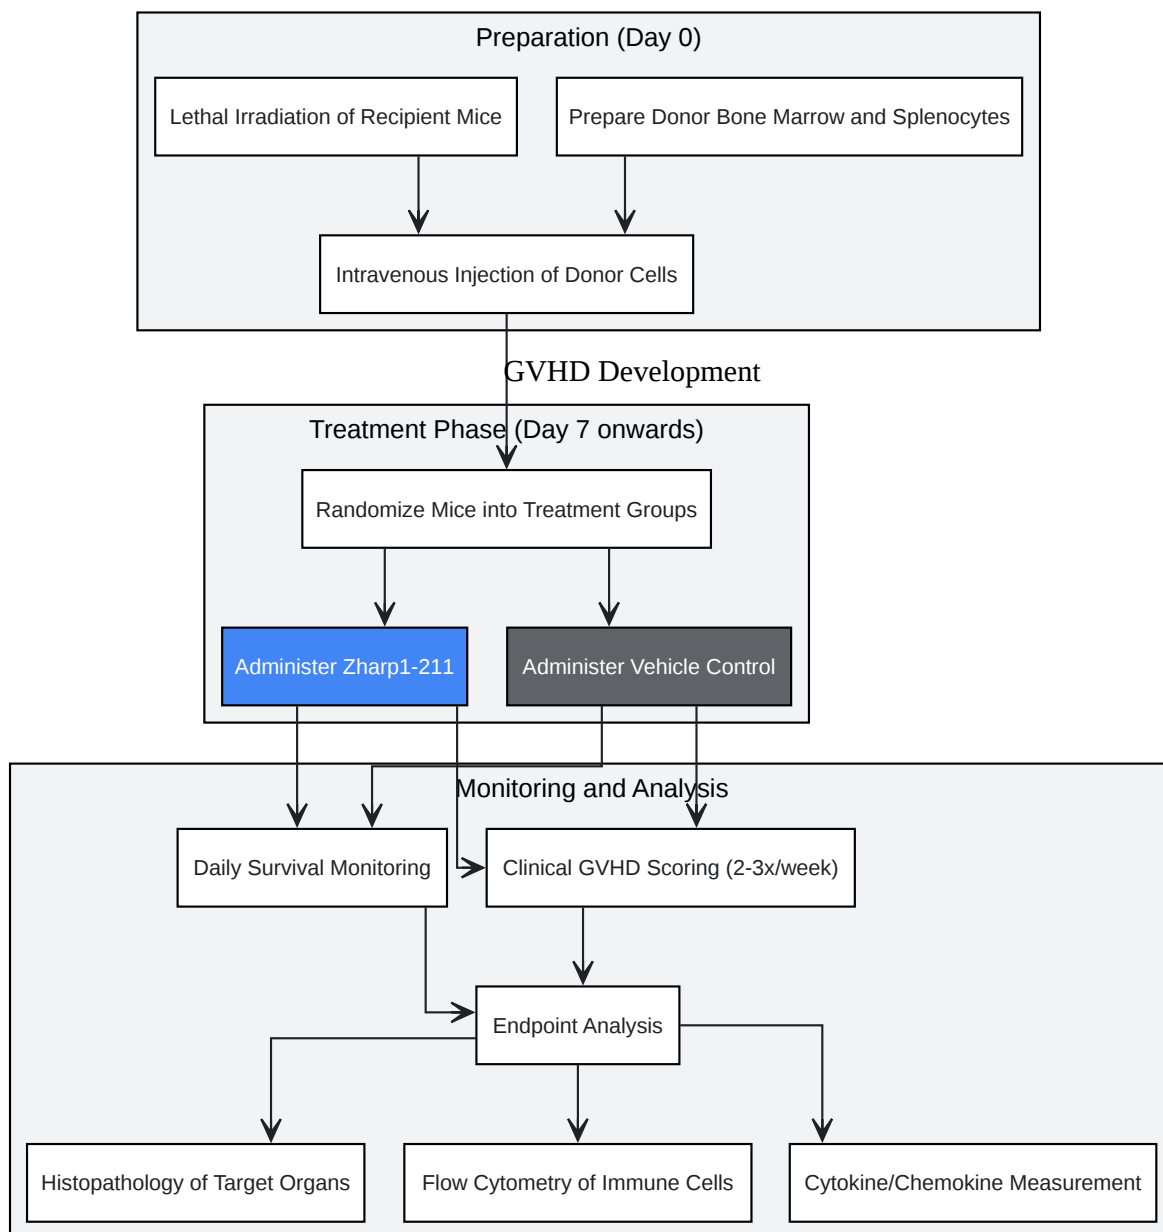 Preparation (Day 0)
Lethal Irradiation of Recipient Mice
Prepare Donor Bone Marrow and Splenocytes
Intravenous Injection of Donor Cells
GVHD Development
Treatment Phase (Day 7 onwards)
Randomize Mice into Treatment Groups
Administer Zharp1-211
Administer Vehicle Control
Monitoring and Analysis
Daily Survival Monitoring
Clinical GVHD Scoring (2-3x/week)
Endpoint Analysis
Histopathology of Target Organs
Flow Cytometry of Immune Cells
Cytokine/Chemokine Measurement